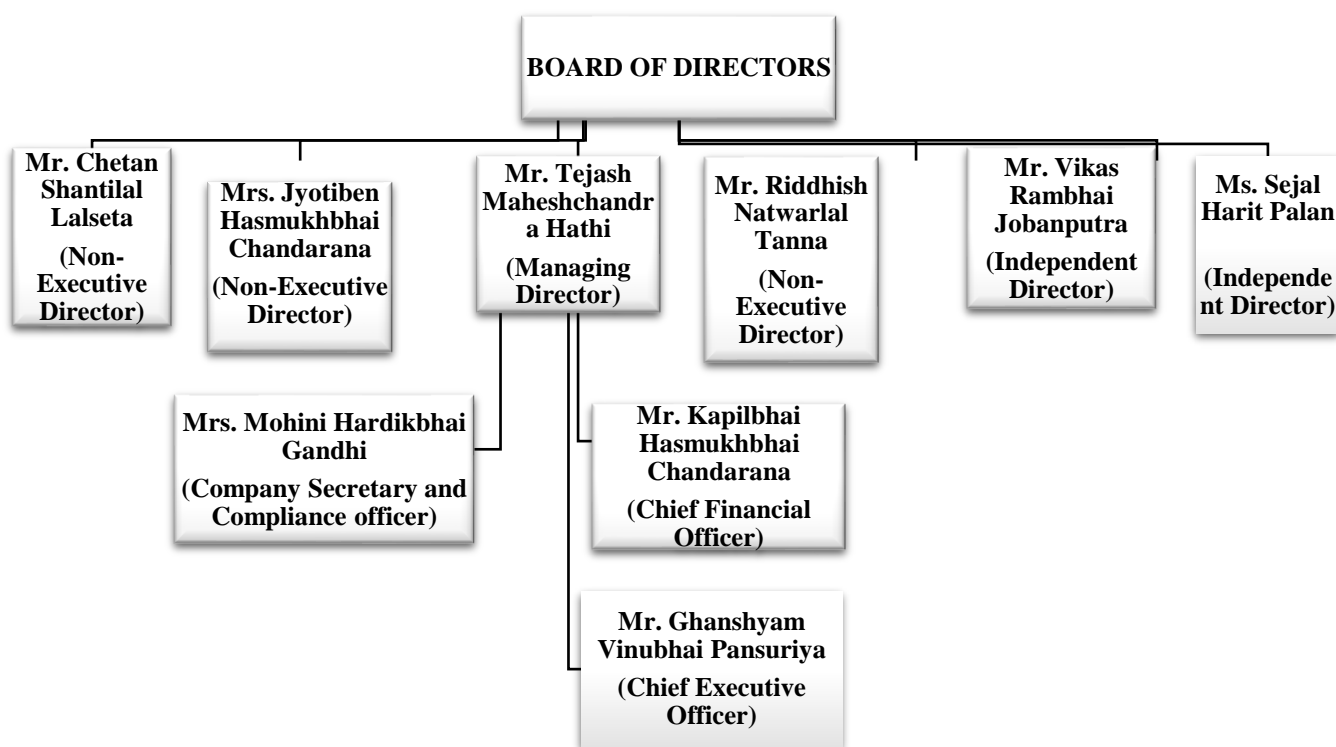 BOARD OF DIRECTORS
Mr. Chetan
Shantilal
Lalseta
(Non-
Executive
Director)
Mrs. Jyotiben
Hasmukhbhai
Chandarana
(Non-Executive
Director)
Mr. Tejash
Maheshchandr
a Hathi
(Managing
Director)
Mr. Riddhish
Natwarlal
Tanna
(Non-
Executive
Director)
Mr. Vikas
Rambhai
Jobanputra
(Independent
Director)
Ms. Sejal
Harit Palan
(Independe
nt Director)
Mrs. Mohini Hardikbhai
Gandhi
(Company Secretary and
Compliance officer)
Mr. Kapilbhai
Hasmukhbhai
Chandarana
(Chief Financial
Officer)
Mr. Ghanshyam
Vinubhai Pansuriya
(Chief Executive
Officer)